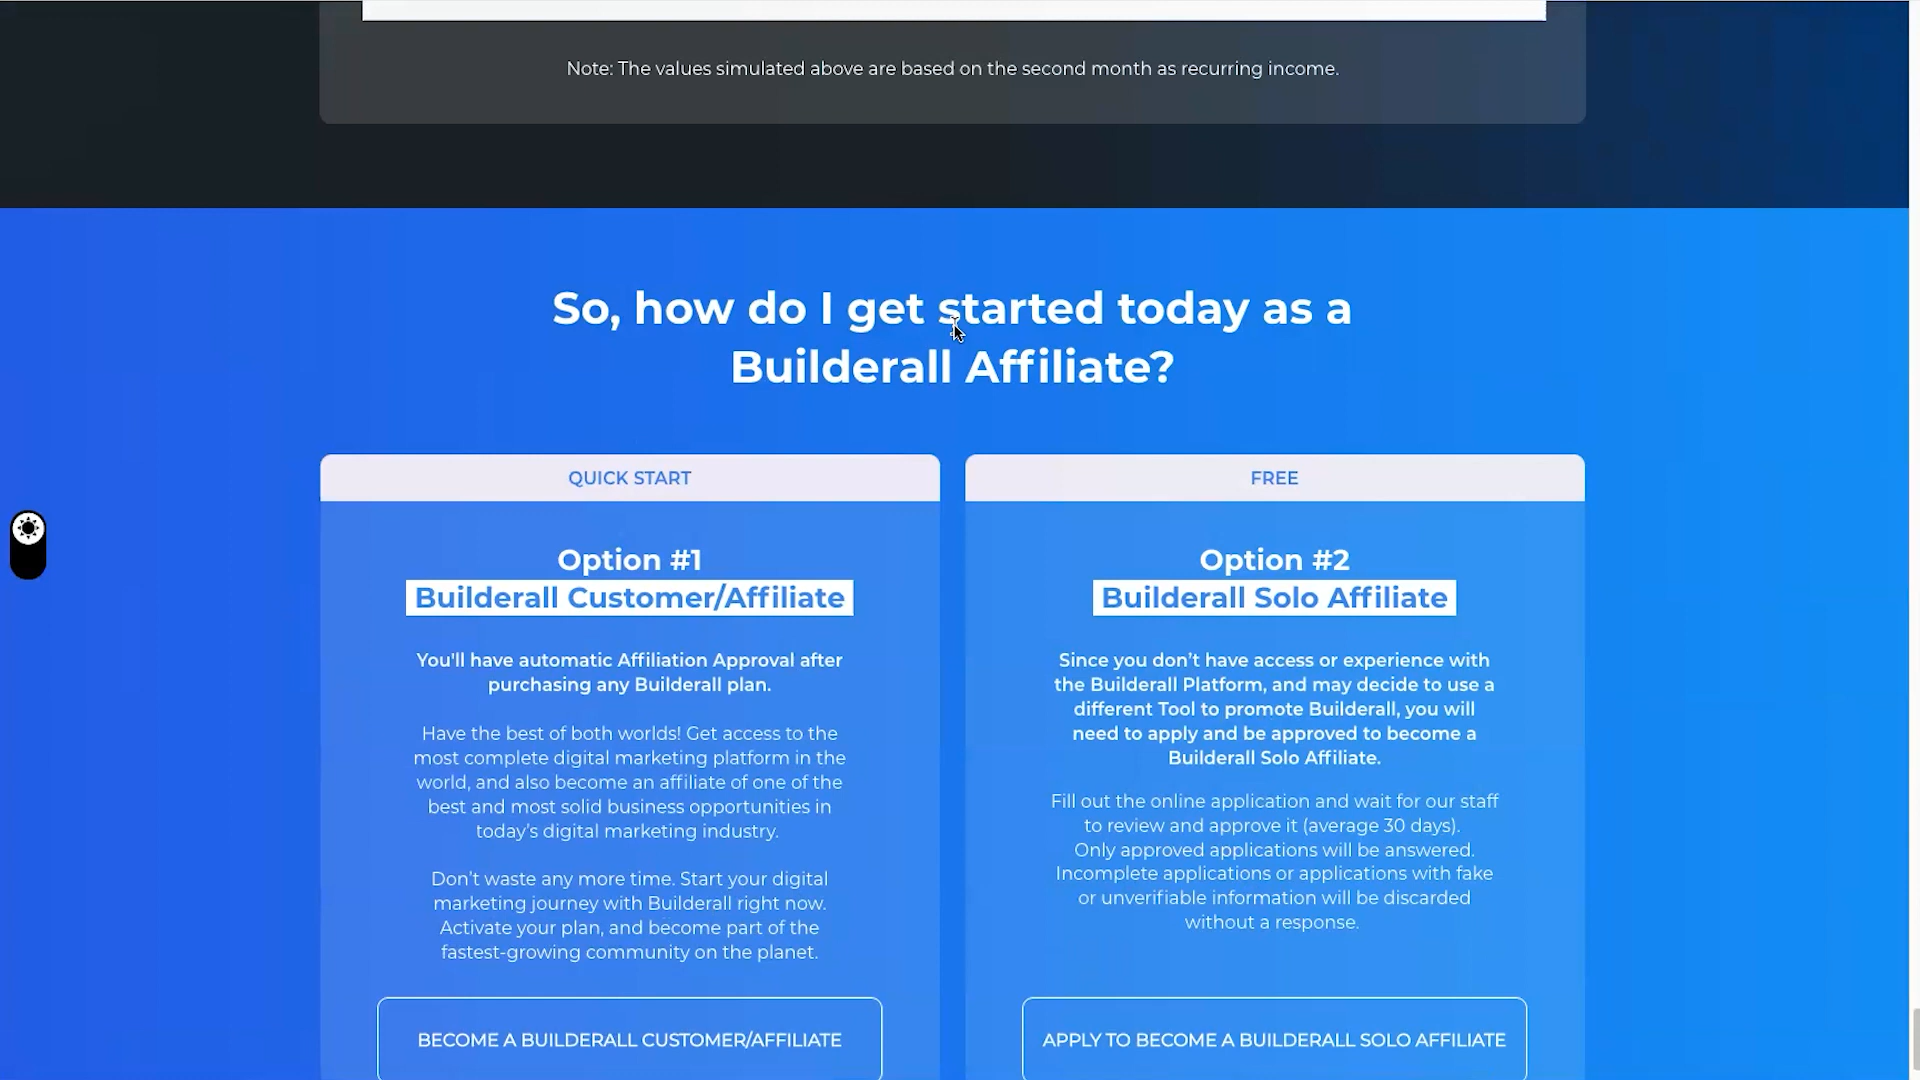 Note: The values simulated above are based on the second month as recurring income.
So, how do I get started today as a
Builderall Affiliate?
QUICK START
Option #1
Builderall Customer/Affiliate
You'll have automatic Affiliation Approval after
purchasing any Builderall plan.
Have the best of both worlds! Get access to the
most complete digital marketing platform in the
world, and also become an affiliate of one of the
best and most solid business opportunities in
today’s digital marketing industry.
Don’t waste any more time. Start your digital
marketing journey with Builderall right now.
Activate your plan, and become part of the
fastest-growing community on the planet.
BECOME A BUILDERALL CUSTOMER/AFFILIATE
FREE
Option #2
Builderall Solo Affiliate
Since you don’t have access or experience with
the Builderall Platform, and may decide to use a
different Tool to promote Builderall, you will
need to apply and be approved to become a
Builderall Solo Affiliate.
Fill out the online application and wait for our staff
to review and approve it (average 30 days).
Only approved applications will be answered.
Incomplete applications or applications with fake
or unverifiable information will be discarded
without a response.
APPLY TO BECOME A BUILDERALL SOLO AFFILIATE